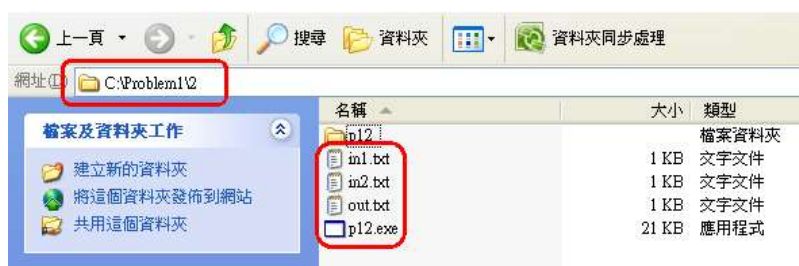 上一頁 搜尋 資料夾 資料夾同步處理
網址(D) C:\Problem1\2
名稱 大小 類型
檔案及資料夾工作
建立新的資料夾
將這個資料夾發佈到網站
共用這個資料夾
p12 檔案資料夾
in1.txt 1 KB 文字文件
in2.txt 1 KB 文字文件
out.txt 1 KB 文字文件
p12.exe 21 KB 應用程式